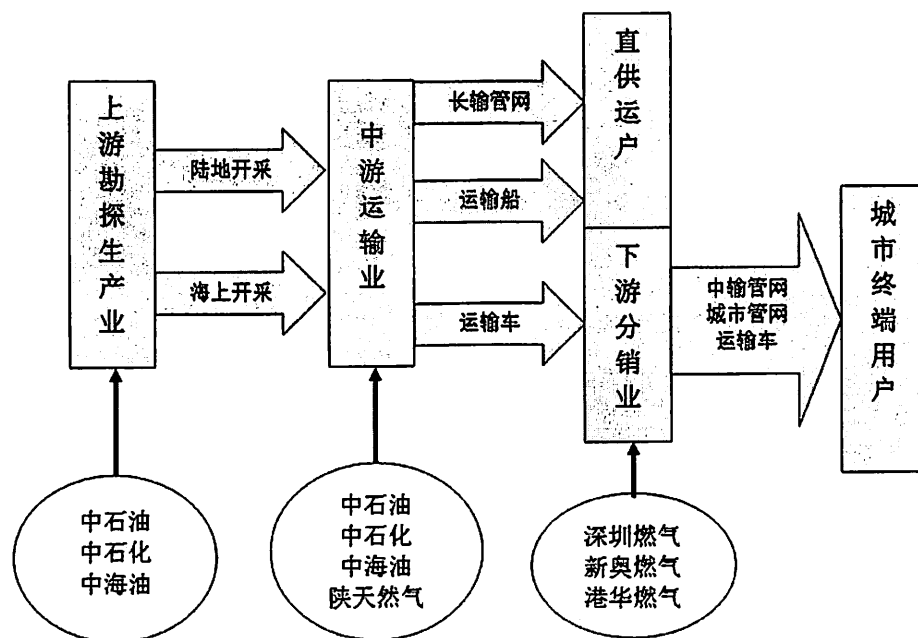 上游勘探生产业
陆地开采
海上开采
中游运输业
长输管网
运输船
运输车
直供运户
下游分销业
中输管网
城市管网
运输车
城市终端用户
中石油
中石化
中海油
中石油
中石化
中海油
陕天然气
深圳燃气
新奥燃气
港华燃气